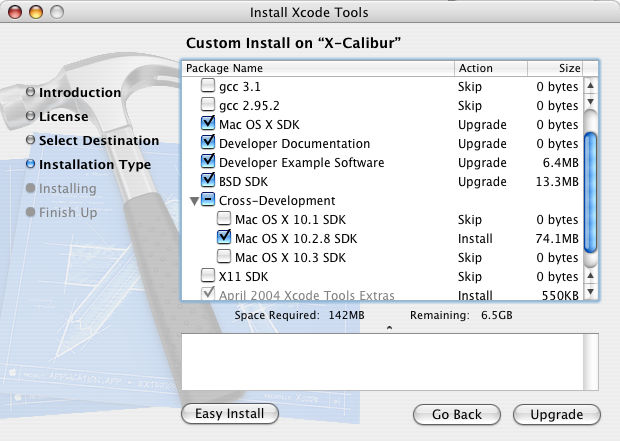 Install Xcode Tools
Custom Install on “X-Calibur”
Introduction
License
Select Destination
Installation Type
Installing
Finish Up
Package Name Action Size
gcc 3.1 Skip 0 bytes
gcc 2.95.2 Skip 0 bytes
Mac OS X SDK Upgrade 0 bytes
Developer Documentation Upgrade 0 bytes
Developer Example Software Upgrade 6.4MB
BSD SDK Upgrade 13.3MB
Cross-Development
Mac OS X 10.1 SDK Skip 0 bytes
Mac OS X 10.2.8 SDK Install 74.1MB
Mac OS X 10.3 SDK Skip 0 bytes
X11 SDK Skip 0 bytes
April 2004 Xcode Tools Extras Install 550KB
Space Required: 142MB Remaining: 6.5GB
Easy Install Go Back Upgrade